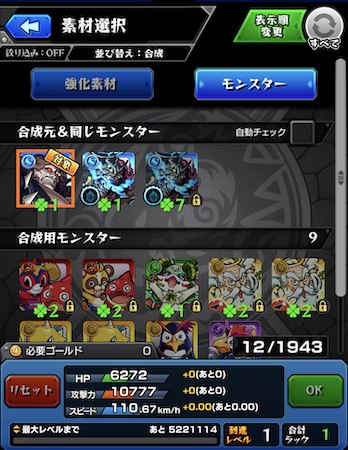 素材選択
表示順
変更
すべて
絞り込み:OFF 並び替え:合成
強化素材 モンスター
合成元&同じモンスター 自動チェック
対象
1 1 7
合成用モンスター 9
2 2 1 2 2
必要ゴールド 0 12/1943
リセット
HP 6272 +0(あと0)
攻撃力 10777 +0(あと0)
スピード 110.67km/h +0.00(あと0.00)
OK
最大レベルまで あと 5221114
到達
レベル 1
合計
ラック 1